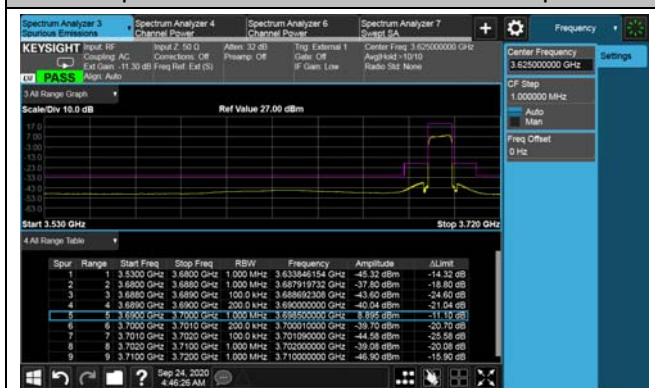 Spectrum Analyzer 3
Spurious Emissions
Spectrum Analyzer 4
Channel Power
Spectrum Analyzer 6
Channel Power
Spectrum Analyzer 7
Swept SA
Frequency
KEYSIGHT
Input: RF
Coupling: AC
Ext Gain: -11.30 dB
Align: Auto
Input Z: 50 Ω
Corrections: Off
Freq Ref: Ext (S)
Atten: 32 dB
Preamp: Off
Trig: External 1
Gate: Off
IF Gain: Low
Center Freq: 3.625000000 GHz
Avg|Hold:>10/10
Radio Std: None
PASS
Center Frequency
3.625000000 GHz
Settings
CF Step
1.000000 MHz
Auto
Man
Freq Offset
0 Hz
3 All Range Graph
Scale/Div 10.0 dB
Ref Value 27.00 dBm
17.0
7.00
-3.00
-13.0
-23.0
-33.0
-43.0
-53.0
-63.0
Start 3.530 GHz
Stop 3.720 GHz
4 All Range Table
Spur Range Start Freq Stop Freq RBW Frequency Amplitude ΔLimit
1 1 3.5300 GHz 3.6800 GHz 1.000 MHz 3.633846154 GHz -45.32 dBm -14.32 dB
2 2 3.6800 GHz 3.6880 GHz 1.000 MHz 3.687919732 GHz -37.80 dBm -18.80 dB
3 3 3.6880 GHz 3.6890 GHz 100.0 kHz 3.688692308 GHz -43.60 dBm -24.60 dB
4 4 3.6890 GHz 3.6900 GHz 200.0 kHz 3.690000000 GHz -40.04 dBm -21.04 dB
5 5 3.6900 GHz 3.7000 GHz 1.000 MHz 3.698500000 GHz 8.895 dBm -11.10 dB
6 6 3.7000 GHz 3.7010 GHz 200.0 kHz 3.700010000 GHz -39.70 dBm -20.70 dB
7 7 3.7010 GHz 3.7020 GHz 100.0 kHz 3.701090000 GHz -44.58 dBm -25.58 dB
8 8 3.7020 GHz 3.7100 GHz 1.000 MHz 3.702000000 GHz -39.08 dBm -20.08 dB
9 9 3.7100 GHz 3.7200 GHz 1.000 MHz 3.710000000 GHz -46.90 dBm -15.90 dB
Sep 24, 2020
4:46:26 AM